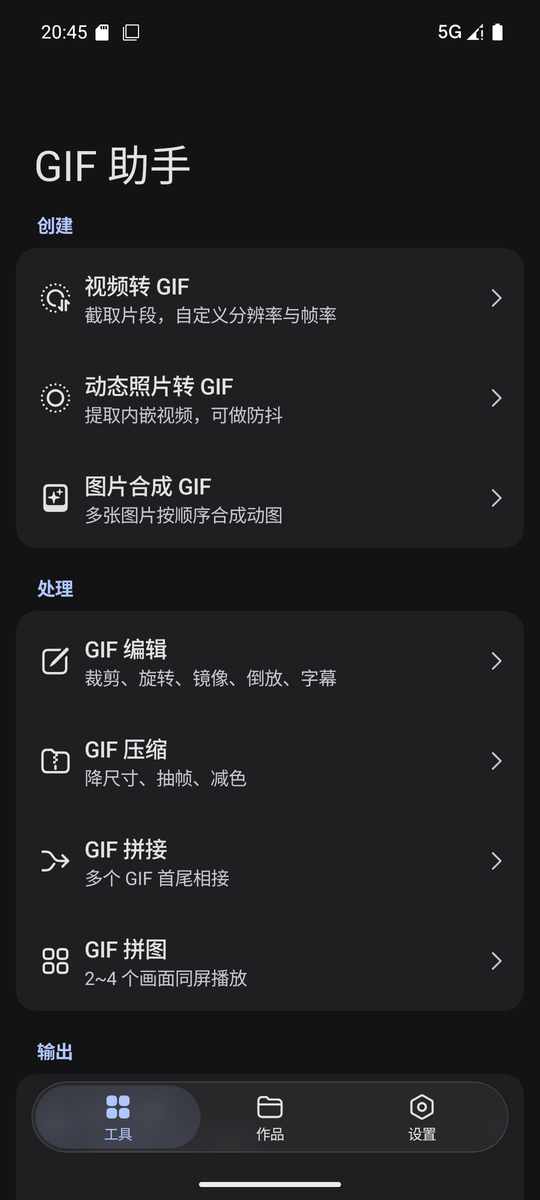 20:45
5G
GIF 助手
创建
视频转 GIF
截取片段，自定义分辨率与帧率
动态照片转 GIF
提取内嵌视频，可做防抖
图片合成 GIF
多张图片按顺序合成动图
处理
GIF 编辑
裁剪、旋转、镜像、倒放、字幕
GIF 压缩
降尺寸、抽帧、减色
GIF 拼接
多个 GIF 首尾相接
GIF 拼图
2~4 个画面同屏播放
输出
工具
作品
设置